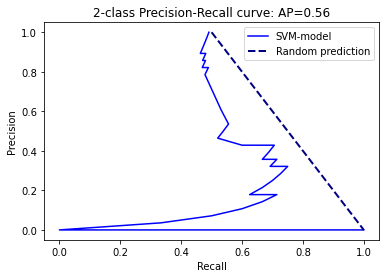 2-class Precision-Recall curve: AP=0.56
SVM-model
Random prediction
Precision
1.0
0.8
0.6
0.4
0.2
0.0
0.0 0.2 0.4 0.6 0.8 1.0
Recall